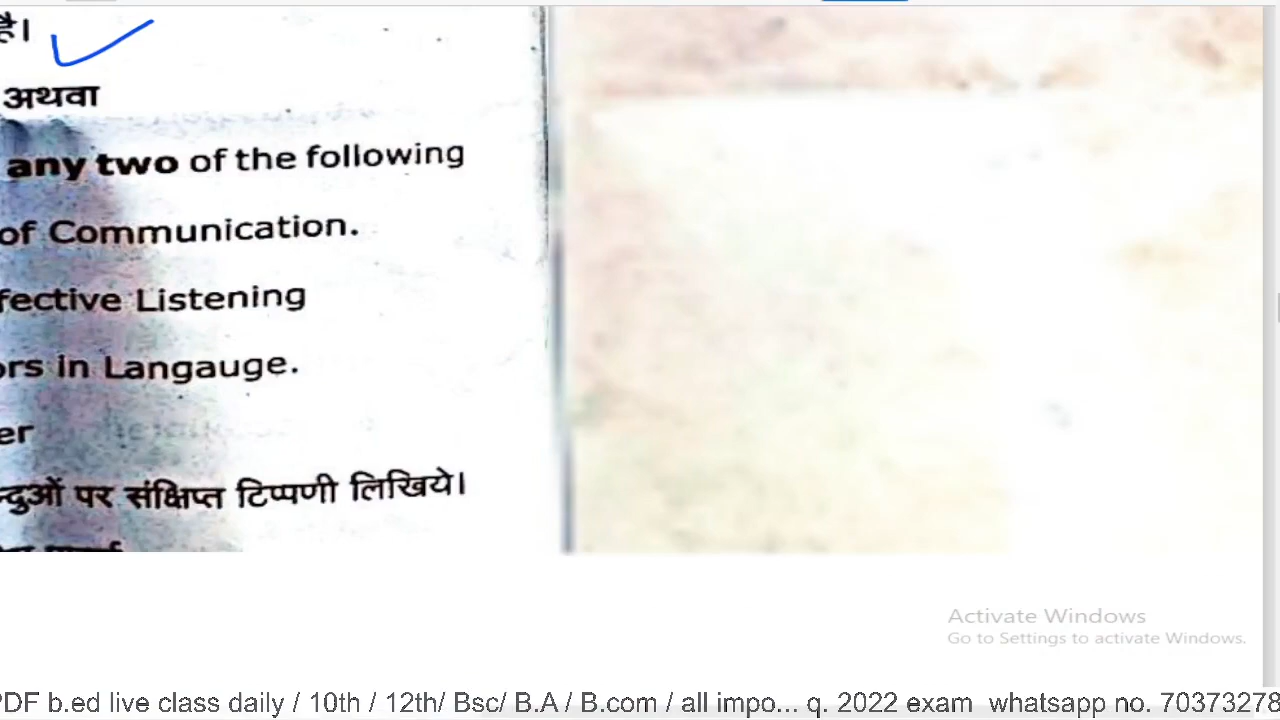 है।
अथवा
any two of the following
of Communication.
fective Listening
ors in Langauge.
er
न्दुओं पर संक्षिप्त टिप्पणी लिखिये।
Activate Windows
Go to Settings to activate Windows.
PDF b.ed live class daily / 10th / 12th/ Bsc/ B.A / B.com / all impo... q. 2022 exam whatsapp no. 70373278